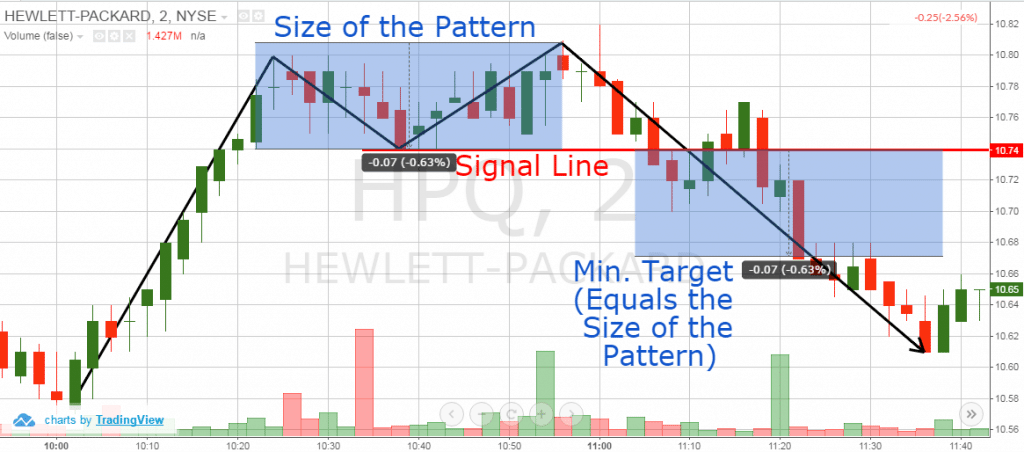 HEWLETT-PACKARD, 2, NYSE
-0.25(-2.56%)
Volume (false)
1.427M n/a
Size of the Pattern
-0.07 (-0.63%)
Signal Line
HPQ, 2
HEWLETT-PACKARD
Min. Target
(Equals the
Size of the
Pattern)
-0.07 (-0.63%)
10.82
10.80
10.78
10.76
10.74
10.72
10.70
10.68
10.66
10.65
10.64
10.62
10.60
10.58
10.56
charts by TradingView
10:00
10:10
10:20
10:30
10:40
10:50
11:00
11:10
11:20
11:30
11:40